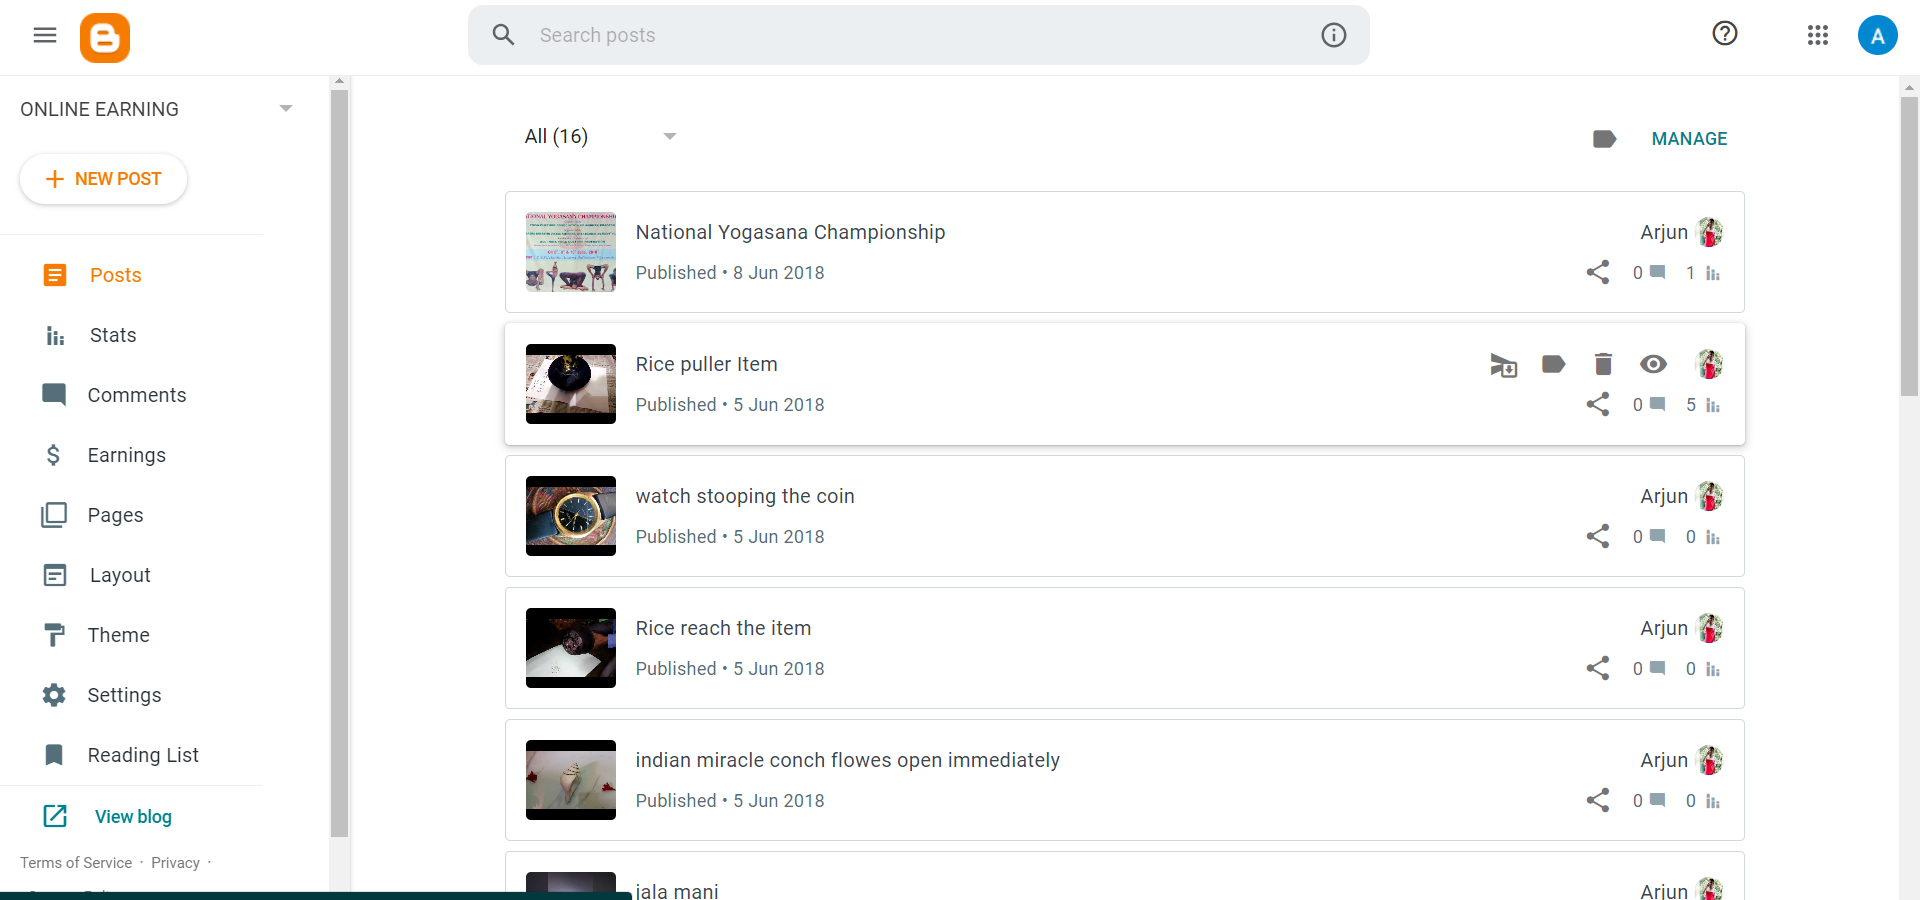 Search posts
A
ONLINE EARNING
NEW POST
Posts
Stats
Comments
Earnings
Pages
Layout
Theme
Settings
Reading List
View blog
Terms of Service · Privacy ·
All (16)
MANAGE
National Yogasana Championship
Arjun
Published • 8 Jun 2018
0 1
Rice puller Item
Published • 5 Jun 2018
0 5
watch stooping the coin
Arjun
Published • 5 Jun 2018
0 0
Rice reach the item
Arjun
Published • 5 Jun 2018
0 0
indian miracle conch flowes open immediately
Arjun
Published • 5 Jun 2018
0 0
jala mani
Arjun